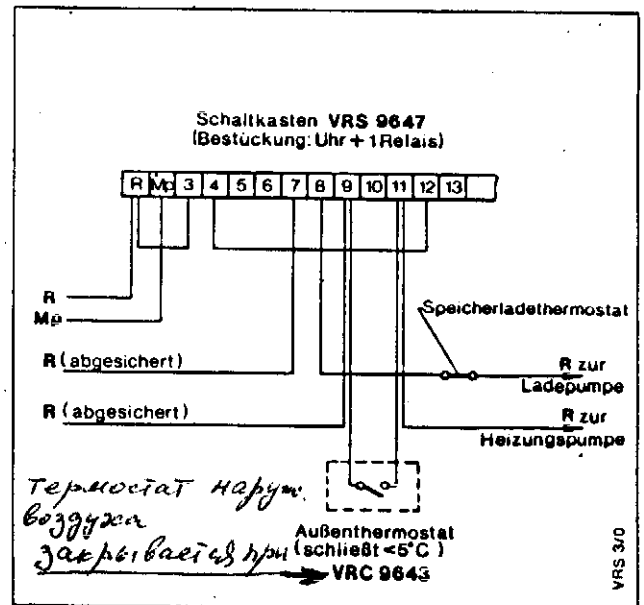 Schaltkasten VRS 9647
(Bestückung: Uhr + 1 Relais)
R Mp 3 4 5 6 7 8 9 10 11 12 13
R
Mp
Speicherladethermostat
R (abgesichert)
R zur
Ladepumpe
R (abgesichert)
R zur
Heizungspumpe
термостат наруж.
воздуха
закрывается при
Außenthermostat
(schließt <5°C)
VRC 9643
VRS 3/0